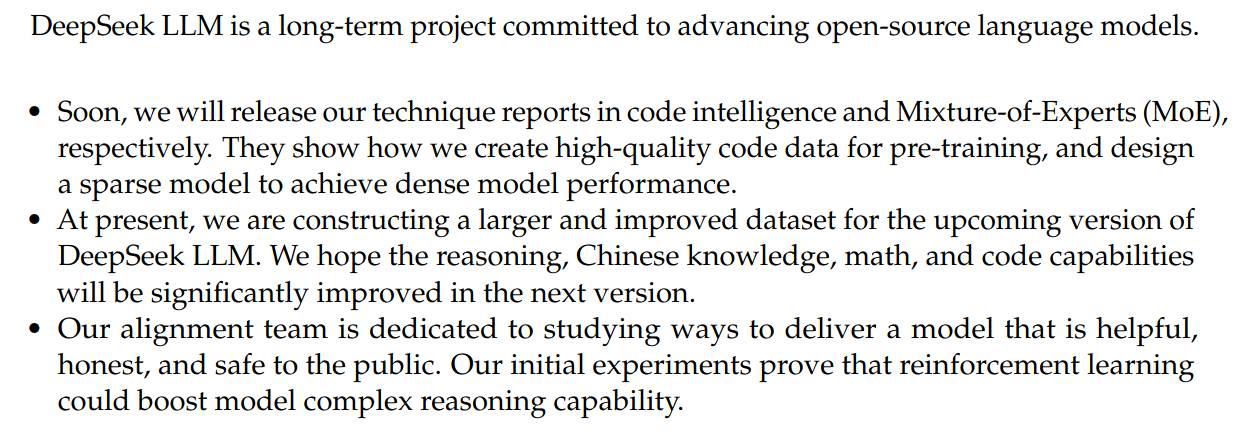 DeepSeek LLM is a long-term project committed to advancing open-source language models.
• Soon, we will release our technique reports in code intelligence and Mixture-of-Experts (MoE),
respectively. They show how we create high-quality code data for pre-training, and design
a sparse model to achieve dense model performance.
• At present, we are constructing a larger and improved dataset for the upcoming version of
DeepSeek LLM. We hope the reasoning, Chinese knowledge, math, and code capabilities
will be significantly improved in the next version.
• Our alignment team is dedicated to studying ways to deliver a model that is helpful,
honest, and safe to the public. Our initial experiments prove that reinforcement learning
could boost model complex reasoning capability.